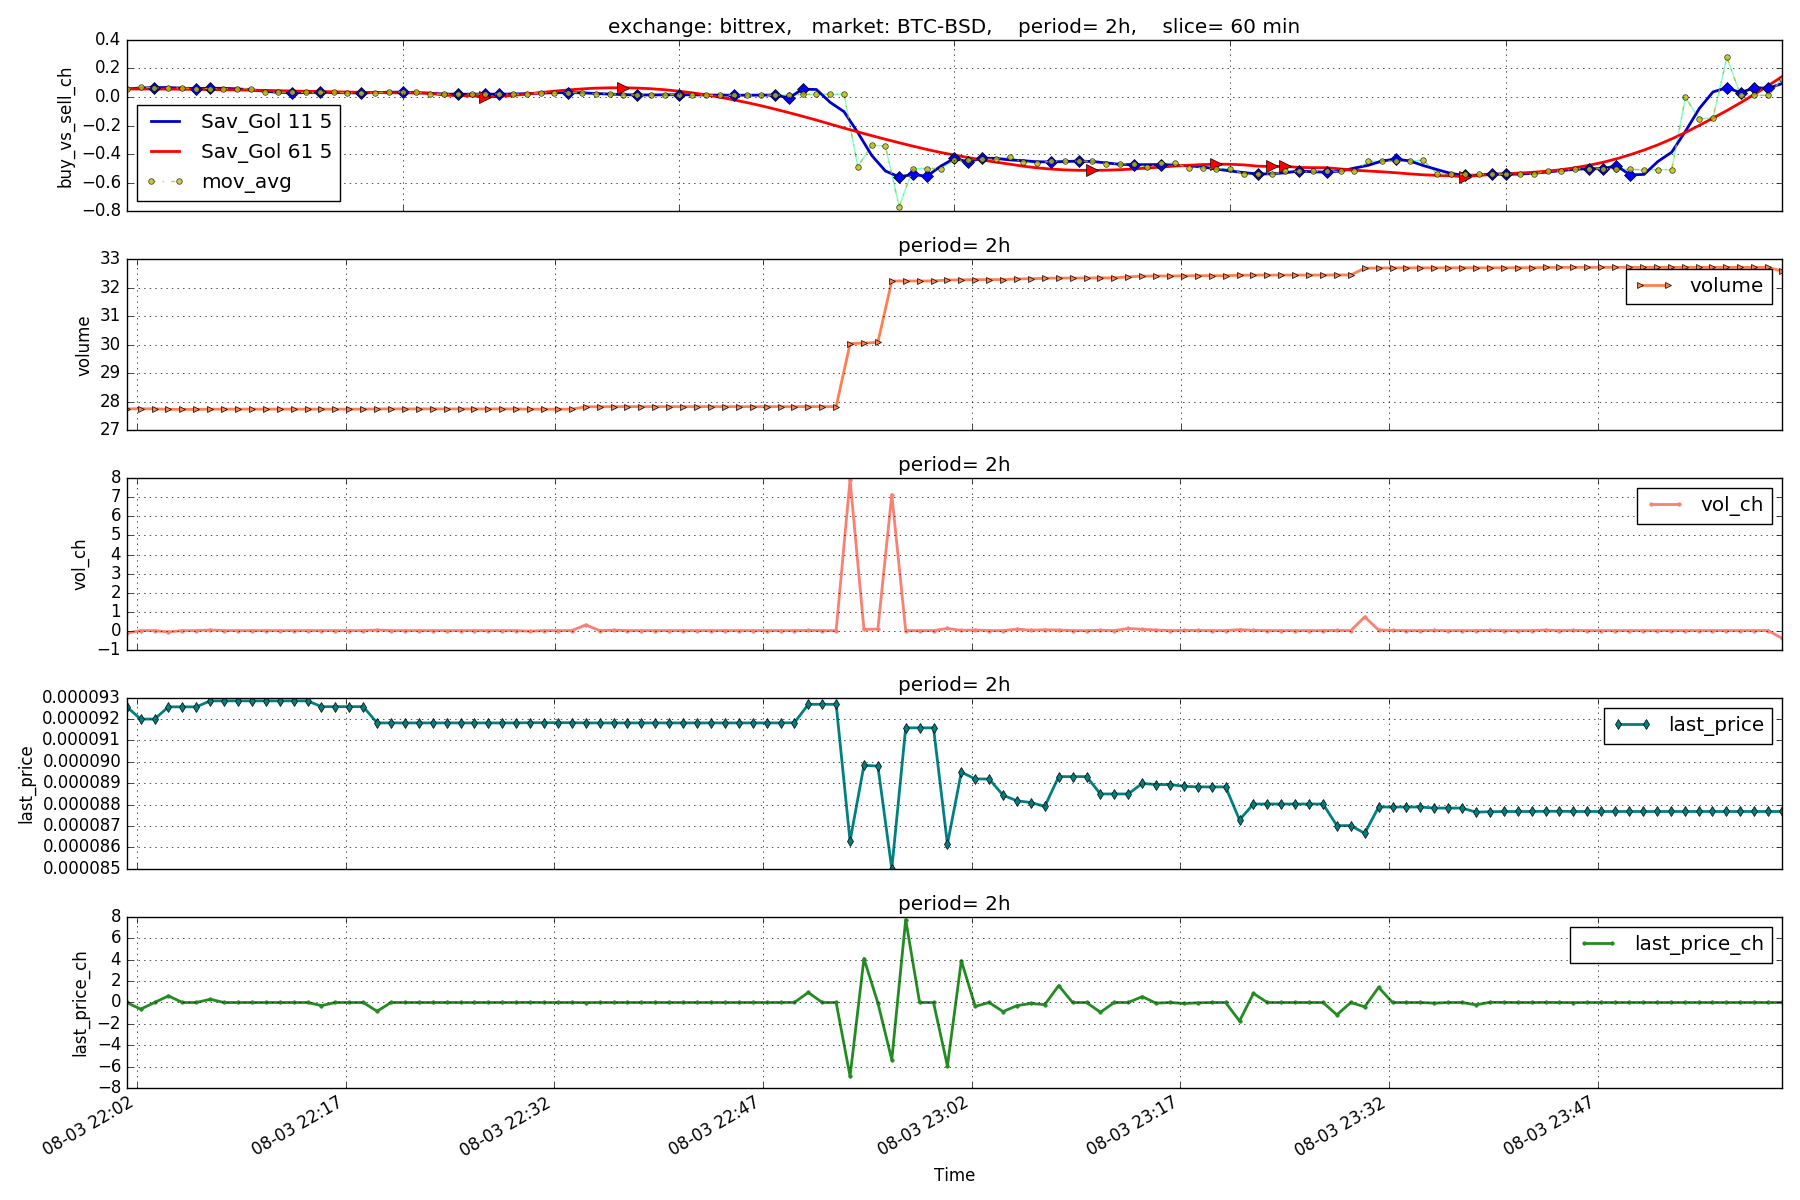 exchange: bittrex,   market: BTC-BSD,    period= 2h,    slice= 60 min
buy_vs_sell_ch
0.4
0.2
0.0
−0.2
−0.4
−0.6
−0.8
Sav_Gol 11 5
Sav_Gol 61 5
mov_avg
period= 2h
volume
33
32
31
30
29
28
27
volume
period= 2h
vol_ch
8
7
6
5
4
3
2
1
0
−1
vol_ch
period= 2h
last_price
0.000093
0.000092
0.000091
0.000090
0.000089
0.000088
0.000087
0.000086
0.000085
last_price
period= 2h
last_price_ch
8
6
4
2
0
−2
−4
−6
−8
last_price_ch
08-03 22:02
08-03 22:17
08-03 22:32
08-03 22:47
08-03 23:02
08-03 23:17
08-03 23:32
08-03 23:47
Time